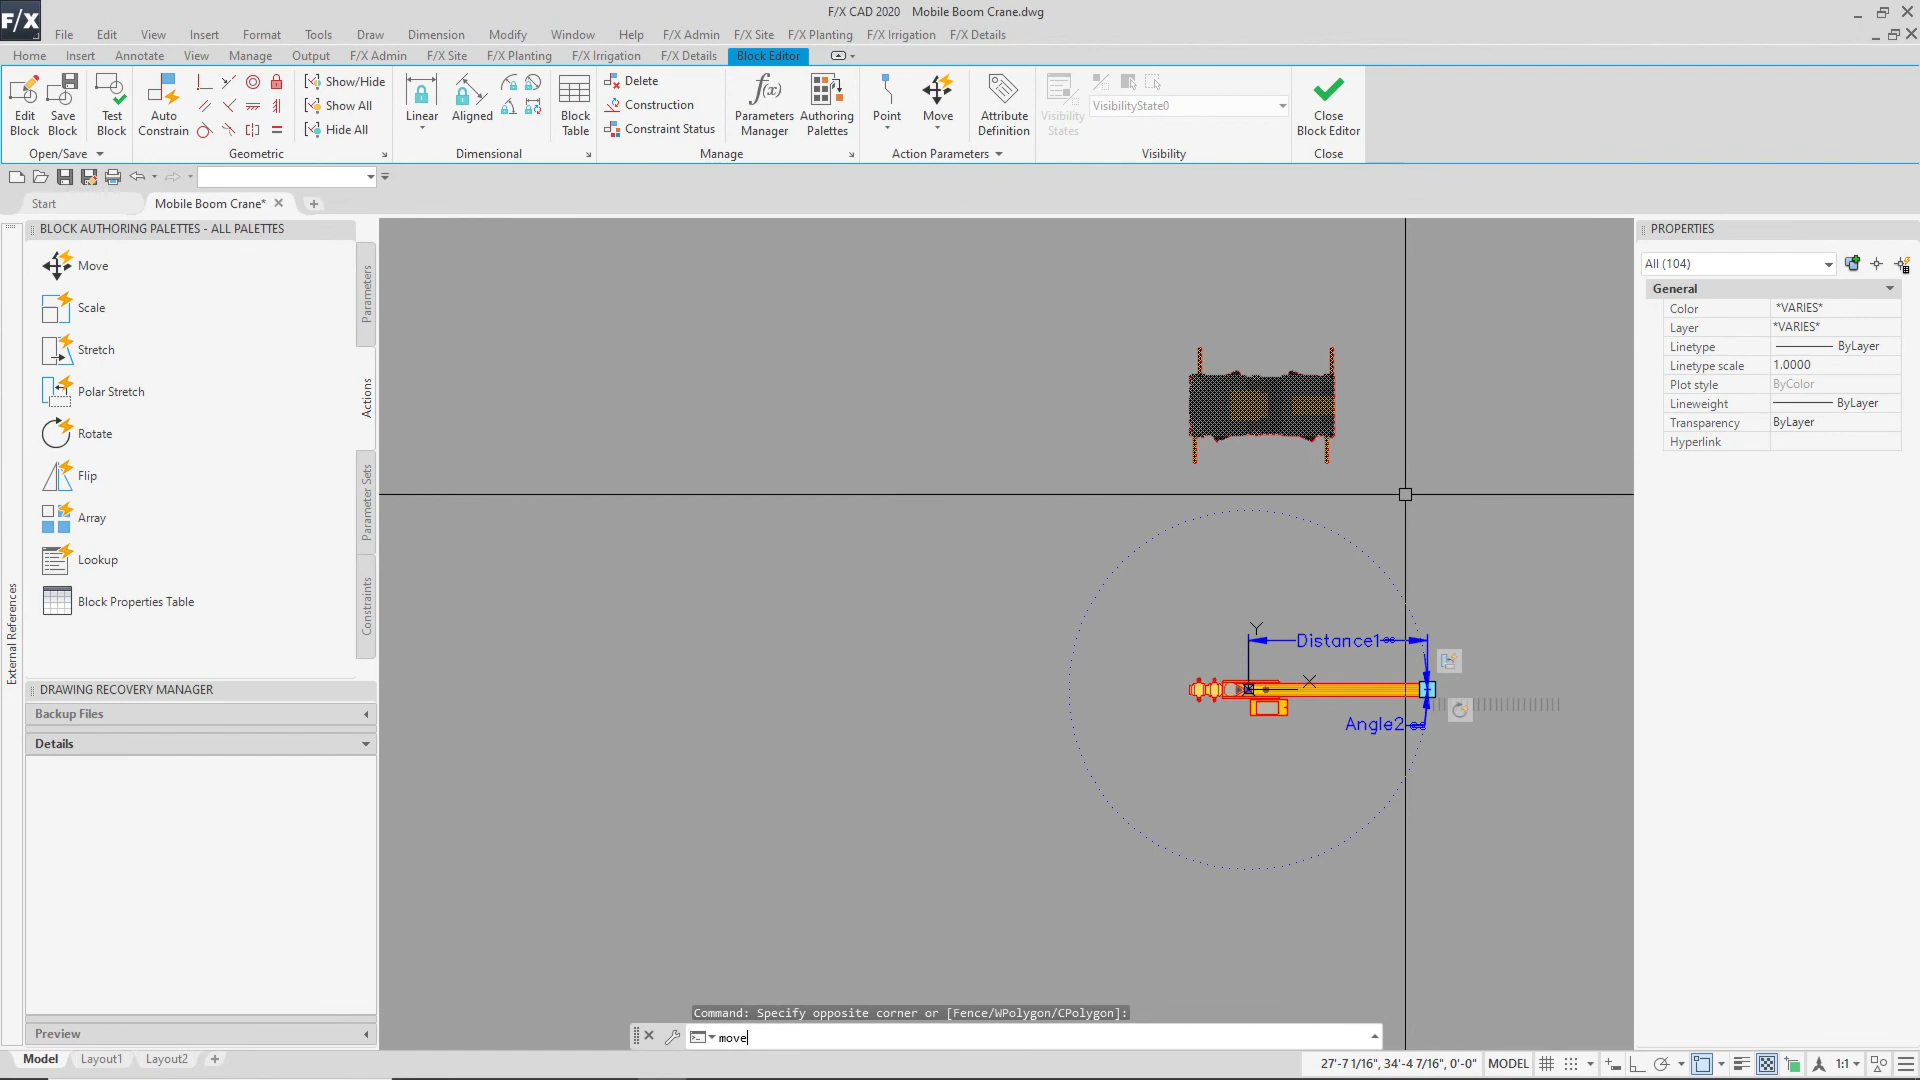 F/X CAD 2020 Mobile Boom Crane.dwg
F/X
File Edit View Insert Format Tools Draw Dimension Modify Window Help F/X Admin F/X Site F/X Planting F/X Irrigation F/X Details
Home Insert Annotate View Manage Output F/X Admin F/X Site F/X Planting F/X Irrigation F/X Details Block Editor
Edit Block
Save Block
Test Block
Auto Constrain
Show/Hide
Show All
Hide All
Linear
Aligned
Block Table
Delete
Construction
Constraint Status
Parameters Manager
Authoring Palettes
Point
Move
Attribute Definition
Visibility States
VisibilityState0
Close Block Editor
Open/Save Geometric Dimensional Manage Action Parameters Visibility Close
Start Mobile Boom Crane*
BLOCK AUTHORING PALETTES - ALL PALETTES
Move
Scale
Stretch
Polar Stretch
Rotate
Flip
Array
Lookup
Block Properties Table
Parameters
Actions
Parameter Sets
Constraints
External References
DRAWING RECOVERY MANAGER
Backup Files
Details
Preview
Y
Distance1
X
Angle2
PROPERTIES
All (104)
General
Color *VARIES*
Layer *VARIES*
Linetype ByLayer
Linetype scale 1.0000
Plot style ByColor
Lineweight ByLayer
Transparency ByLayer
Hyperlink
Command: Specify opposite corner or [Fence/WPolygon/CPolygon]:
move
Model Layout1 Layout2
27'-7 1/16", 34'-4 7/16", 0'-0" MODEL 1:1